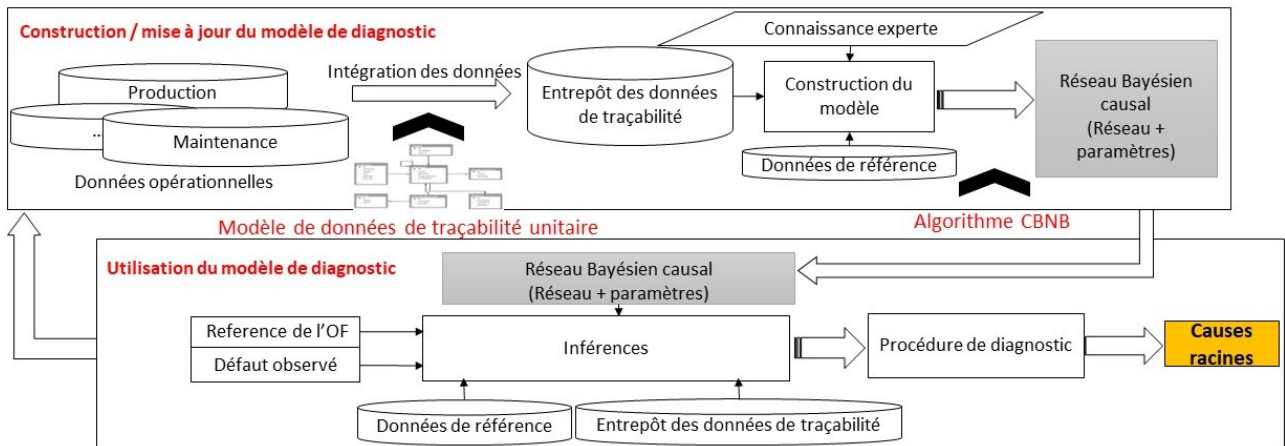 Construction / mise à jour du modèle de diagnostic
Connaissance experte
Production
...
Maintenance
Données opérationnelles
Intégration des données
Entrepôt des données
de traçabilité
Construction du
modèle
Données de référence
Réseau Bayésien
causal
(Réseau +
paramètres)
Modèle de données de traçabilité unitaire
Algorithme CBNB
Utilisation du modèle de diagnostic
Réseau Bayésien causal
(Réseau + paramètres)
Reference de l’OF
Défaut observé
Inférences
Procédure de diagnostic
Causes
racines
Données de référence
Entrepôt des données de traçabilité